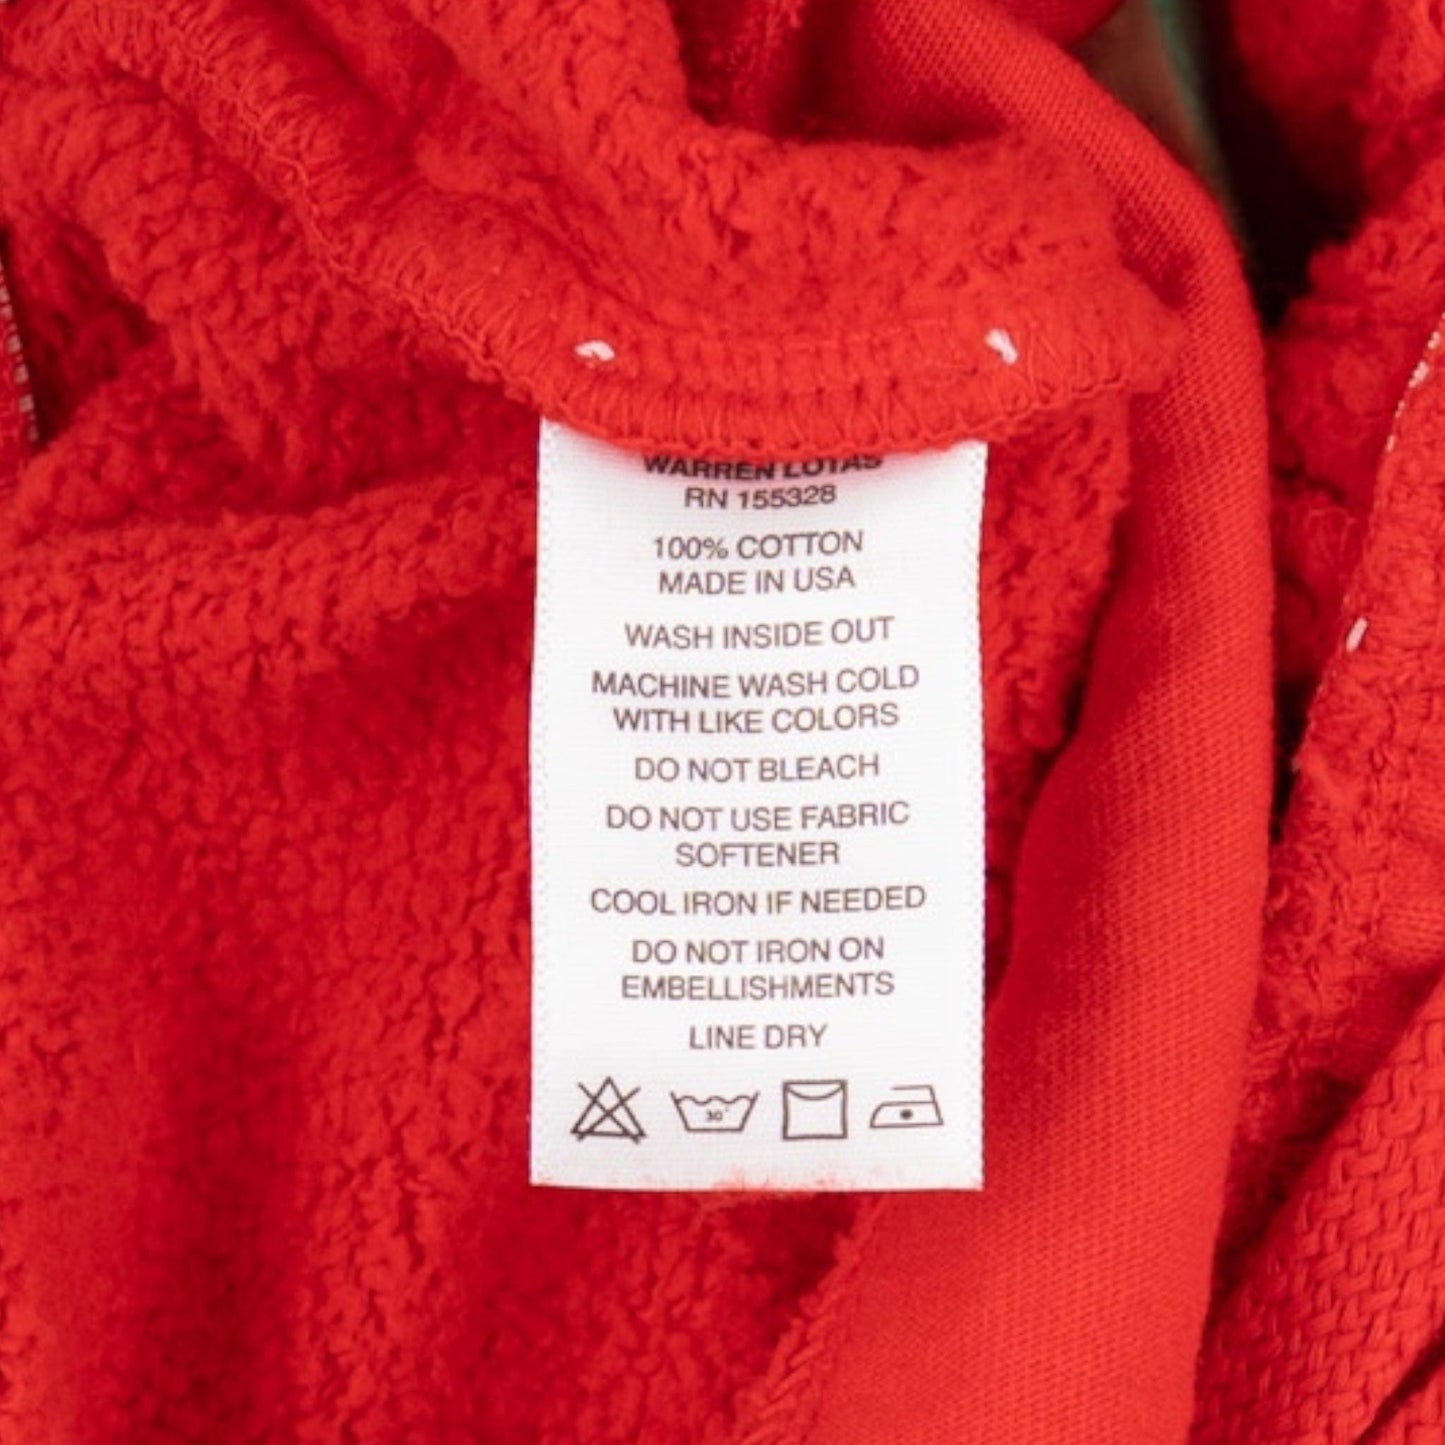 WARREN LOTAS
RN 155328
100% COTTON
MADE IN USA
WASH INSIDE OUT
MACHINE WASH COLD
WITH LIKE COLORS
DO NOT BLEACH
DO NOT USE FABRIC
SOFTENER
COOL IRON IF NEEDED
DO NOT IRON ON
EMBELLISHMENTS
LINE DRY
30°